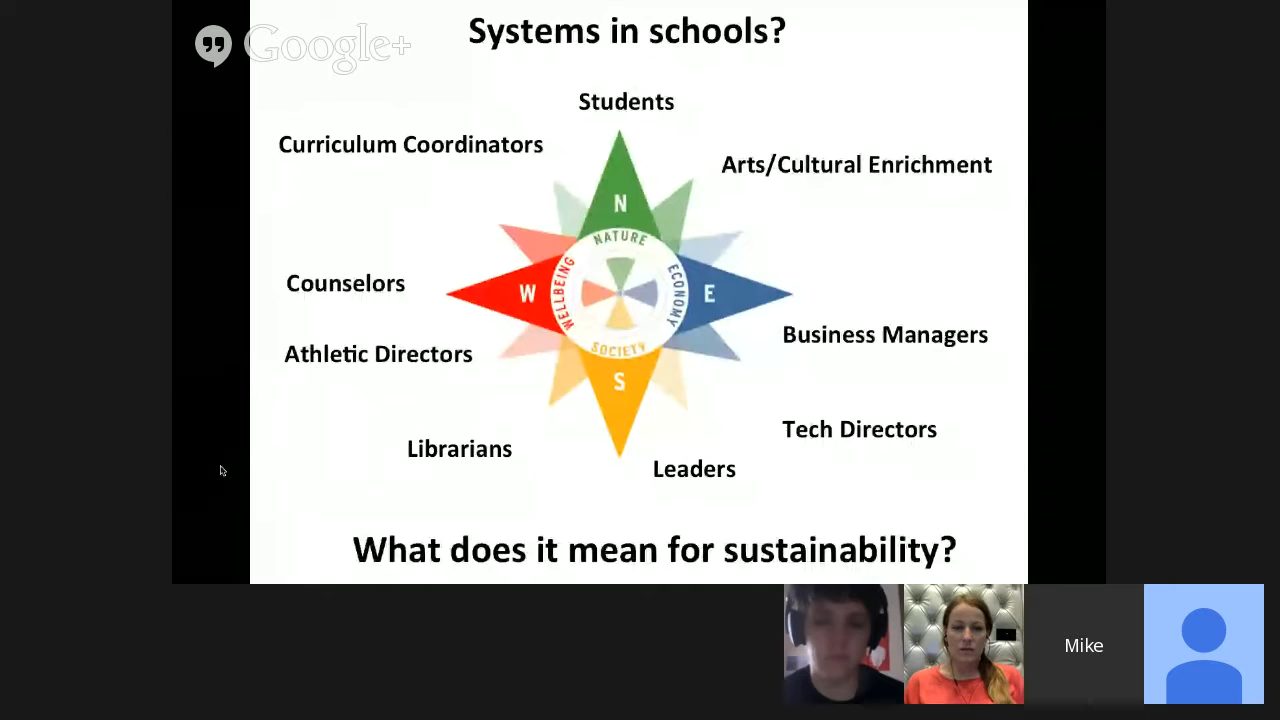 Systems in schools?
Google+
Students
Curriculum Coordinators
Arts/Cultural Enrichment
N
NATURE
Counselors
W
WELLBEING
ECONOMY
E
Athletic Directors
SOCIETY
Business Managers
S
Tech Directors
Librarians
Leaders
What does it mean for sustainability?
Mike